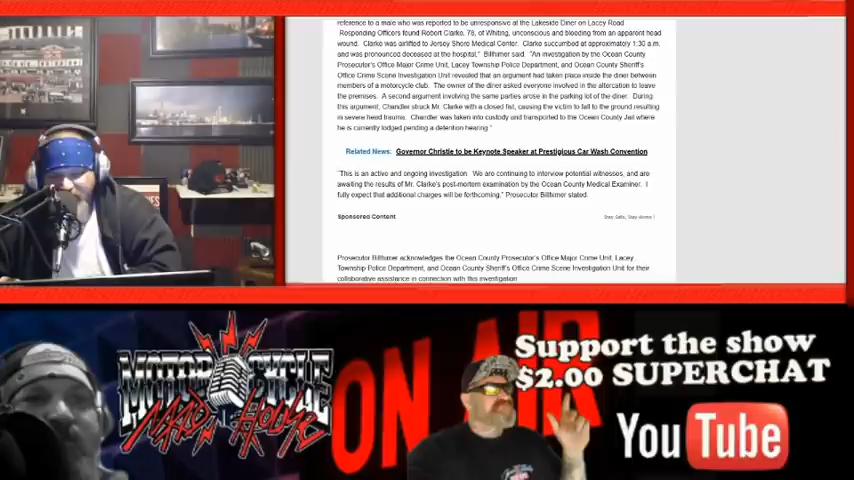 reference to a male who was reported to be unresponsive at the Lakeside Diner on Lacey Road
Responding Officers found Robert Clarke, 78, of Whiting, unconscious and bleeding from an apparent head
wound.  Clarke was airlifted to Jersey Shore Medical Center.  Clarke succumbed at approximately 1:30 a.m.
and was pronounced deceased at the hospital," Billhimer said.  "An investigation by the Ocean County
Prosecutor's Office Major Crime Unit, Lacey Township Police Department, and Ocean County Sheriff's
Office Crime Scene Investigation Unit revealed that an argument had taken place inside the diner between
members of a motorcycle club.  The owner of the diner asked everyone involved in the altercation to leave
the premises.  A second argument involving the same parties arose in the parking lot of the diner.  During
this argument, Chandler struck Mr. Clarke with a closed fist, causing the victim to fall to the ground resulting
in severe head trauma.  Chandler was taken into custody and transported to the Ocean County Jail where
he is currently lodged pending a detention hearing."
Related News:  Governor Christie to be Keynote Speaker at Prestigious Car Wash Convention
"This is an active and ongoing investigation.  We are continuing to interview potential witnesses, and are
awaiting the results of Mr. Clarke's post-mortem examination by the Ocean County Medical Examiner.  I
fully expect that additional charges will be forthcoming," Prosecutor Billhimer stated.
Sponsored Content
Prosecutor Billhimer acknowledges the Ocean County Prosecutor's Office Major Crime Unit, Lacey
Township Police Department, and Ocean County Sheriff's Office Crime Scene Investigation Unit for their
collaborative assistance in connection with this investigation
MOTORCYCLE
MAD HOUSE
ON AIR
Support the show
$2.00 SUPERCHAT
YouTube